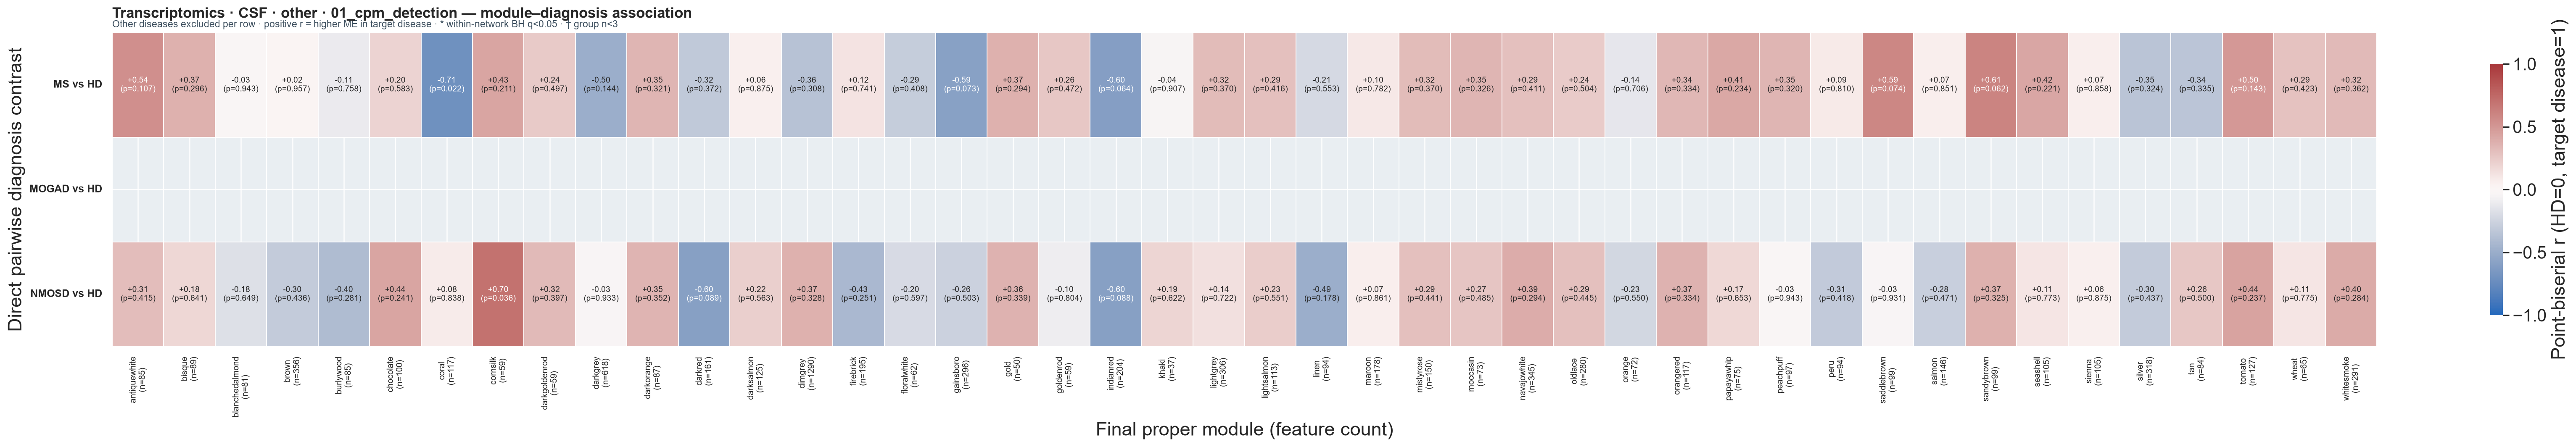 Transcriptomics · CSF · other · 01_cpm_detection — module–diagnosis association
Other diseases excluded per row · positive r = higher ME in target disease · * within-network BH q<0.05 · † group n<3
Direct pairwise diagnosis contrast
MS vs HD
+0.54 +0.37 -0.03 +0.02 -0.11 +0.20 -0.71 +0.43 +0.24 -0.50 +0.35 -0.32 +0.06 -0.36 +0.12 -0.29 -0.59 +0.37 +0.26 -0.60 -0.04 +0.32 +0.29 -0.21 +0.10 +0.32 +0.35 +0.29 +0.24 -0.14 +0.34 +0.41 +0.35 +0.09 +0.59 +0.07 +0.61 +0.42 +0.07 -0.35 -0.34 +0.50 +0.29 +0.32
(p=0.107) (p=0.296) (p=0.943) (p=0.957) (p=0.758) (p=0.583) (p=0.022) (p=0.211) (p=0.497) (p=0.144) (p=0.321) (p=0.372) (p=0.875) (p=0.308) (p=0.741) (p=0.408) (p=0.073) (p=0.294) (p=0.472) (p=0.064) (p=0.907) (p=0.370) (p=0.416) (p=0.553) (p=0.782) (p=0.370) (p=0.326) (p=0.411) (p=0.504) (p=0.706) (p=0.334) (p=0.234) (p=0.320) (p=0.810) (p=0.074) (p=0.851) (p=0.062) (p=0.221) (p=0.858) (p=0.324) (p=0.335) (p=0.143) (p=0.423) (p=0.362)
MOGAD vs HD
NMOSD vs HD
+0.31 +0.18 -0.18 -0.30 -0.40 +0.44 +0.08 +0.70 +0.32 -0.03 +0.35 -0.60 +0.22 +0.37 -0.43 -0.20 -0.26 +0.36 -0.10 -0.60 +0.19 +0.14 +0.23 -0.49 +0.07 +0.29 +0.27 +0.39 +0.29 -0.23 +0.37 +0.17 -0.03 -0.31 -0.03 -0.28 +0.37 +0.11 +0.06 -0.30 +0.26 +0.44 +0.11 +0.40
(p=0.415) (p=0.641) (p=0.649) (p=0.436) (p=0.281) (p=0.241) (p=0.838) (p=0.036) (p=0.397) (p=0.933) (p=0.352) (p=0.089) (p=0.563) (p=0.328) (p=0.251) (p=0.597) (p=0.503) (p=0.339) (p=0.804) (p=0.088) (p=0.622) (p=0.722) (p=0.551) (p=0.178) (p=0.861) (p=0.441) (p=0.485) (p=0.294) (p=0.445) (p=0.550) (p=0.334) (p=0.653) (p=0.943) (p=0.418) (p=0.931) (p=0.471) (p=0.325) (p=0.773) (p=0.875) (p=0.437) (p=0.500) (p=0.237) (p=0.775) (p=0.284)
antiquewhite
(n=85)
bisque
(n=89)
blanchedalmond
(n=81)
brown
(n=356)
burlywood
(n=85)
chocolate
(n=100)
coral
(n=117)
cornsilk
(n=59)
darkgoldenrod
(n=59)
darkgrey
(n=618)
darkorange
(n=87)
darkred
(n=161)
darksalmon
(n=125)
dimgrey
(n=1290)
firebrick
(n=195)
floralwhite
(n=62)
gainsboro
(n=296)
gold
(n=50)
goldenrod
(n=59)
indianred
(n=204)
khaki
(n=37)
lightgrey
(n=306)
lightsalmon
(n=113)
linen
(n=94)
maroon
(n=178)
mistyrose
(n=150)
moccasin
(n=73)
navajowhite
(n=345)
oldlace
(n=280)
orange
(n=72)
orangered
(n=117)
papayawhip
(n=75)
peachpuff
(n=97)
peru
(n=94)
saddlebrown
(n=99)
salmon
(n=146)
sandybrown
(n=99)
seashell
(n=105)
sienna
(n=105)
silver
(n=318)
tan
(n=84)
tomato
(n=127)
wheat
(n=65)
whitesmoke
(n=291)
Final proper module (feature count)
1.0
0.5
0.0
−0.5
−1.0
Point-biserial r (HD=0, target disease=1)